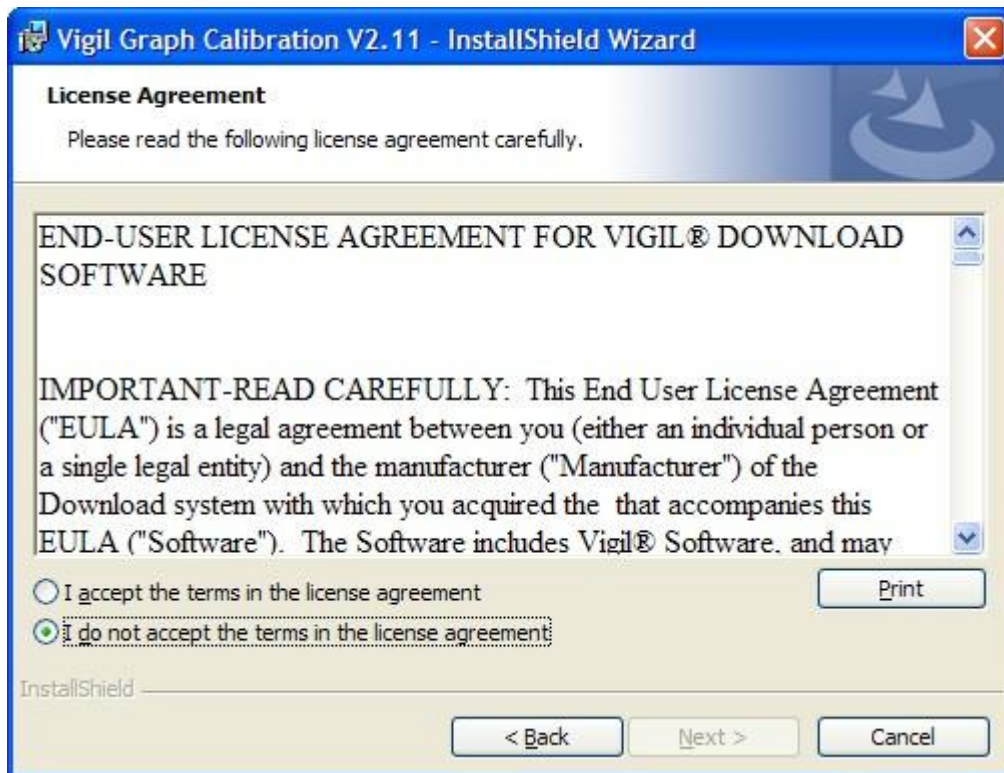 Vigil Graph Calibration V2.11 - InstallShield Wizard
License Agreement
Please read the following license agreement carefully.
END-USER LICENSE AGREEMENT FOR VIGIL® DOWNLOAD
SOFTWARE
IMPORTANT-READ CAREFULLY: This End User License Agreement
("EULA") is a legal agreement between you (either an individual person or
a single legal entity) and the manufacturer ("Manufacturer") of the
Download system with which you acquired the that accompanies this
EULA ("Software"). The Software includes Vigil® Software, and may
I accept the terms in the license agreement
Print
I do not accept the terms in the license agreement
InstallShield
< Back
Next >
Cancel